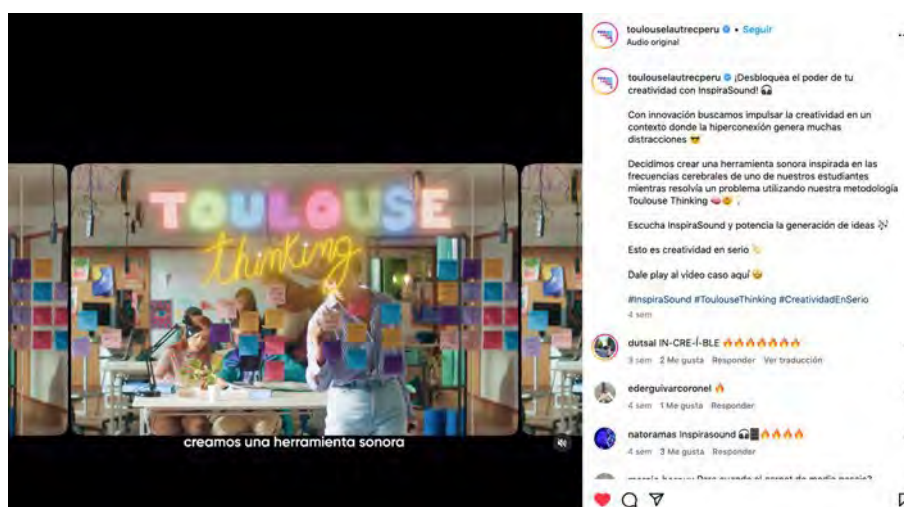 TOULOUSE
thinking
creamos una herramienta sonora
toulouselautrecperu • Seguir
Audio original
toulouselautrecperu ¡Desbloquea el poder de tu
creatividad con InspiraSound! 🎧
Con innovación buscamos impulsar la creatividad en un
contexto donde la hiperconexión genera muchas
distracciones 😎
Decidimos crear una herramienta sonora inspirada en las
frecuencias cerebrales de uno de nuestros estudiantes
mientras resolvía un problema utilizando nuestra metodología
Toulouse Thinking
Escucha InspiraSound y potencia la generación de ideas 🎶
Esto es creatividad en serio
Dale play al video caso aquí
#InspiraSound #ToulouseThinking #CreatividadEnSerio
4 sem
dutsal IN-CRE-Í-BLE 🔥🔥🔥🔥🔥🔥🔥
3 sem 2 Me gusta Responder Ver traducción
ederguivarcoronel 🔥
4 sem 1 Me gusta Responder
natoramas Inspirasound 🎧🔥🔥🔥🔥
4 sem 3 Me gusta Responder